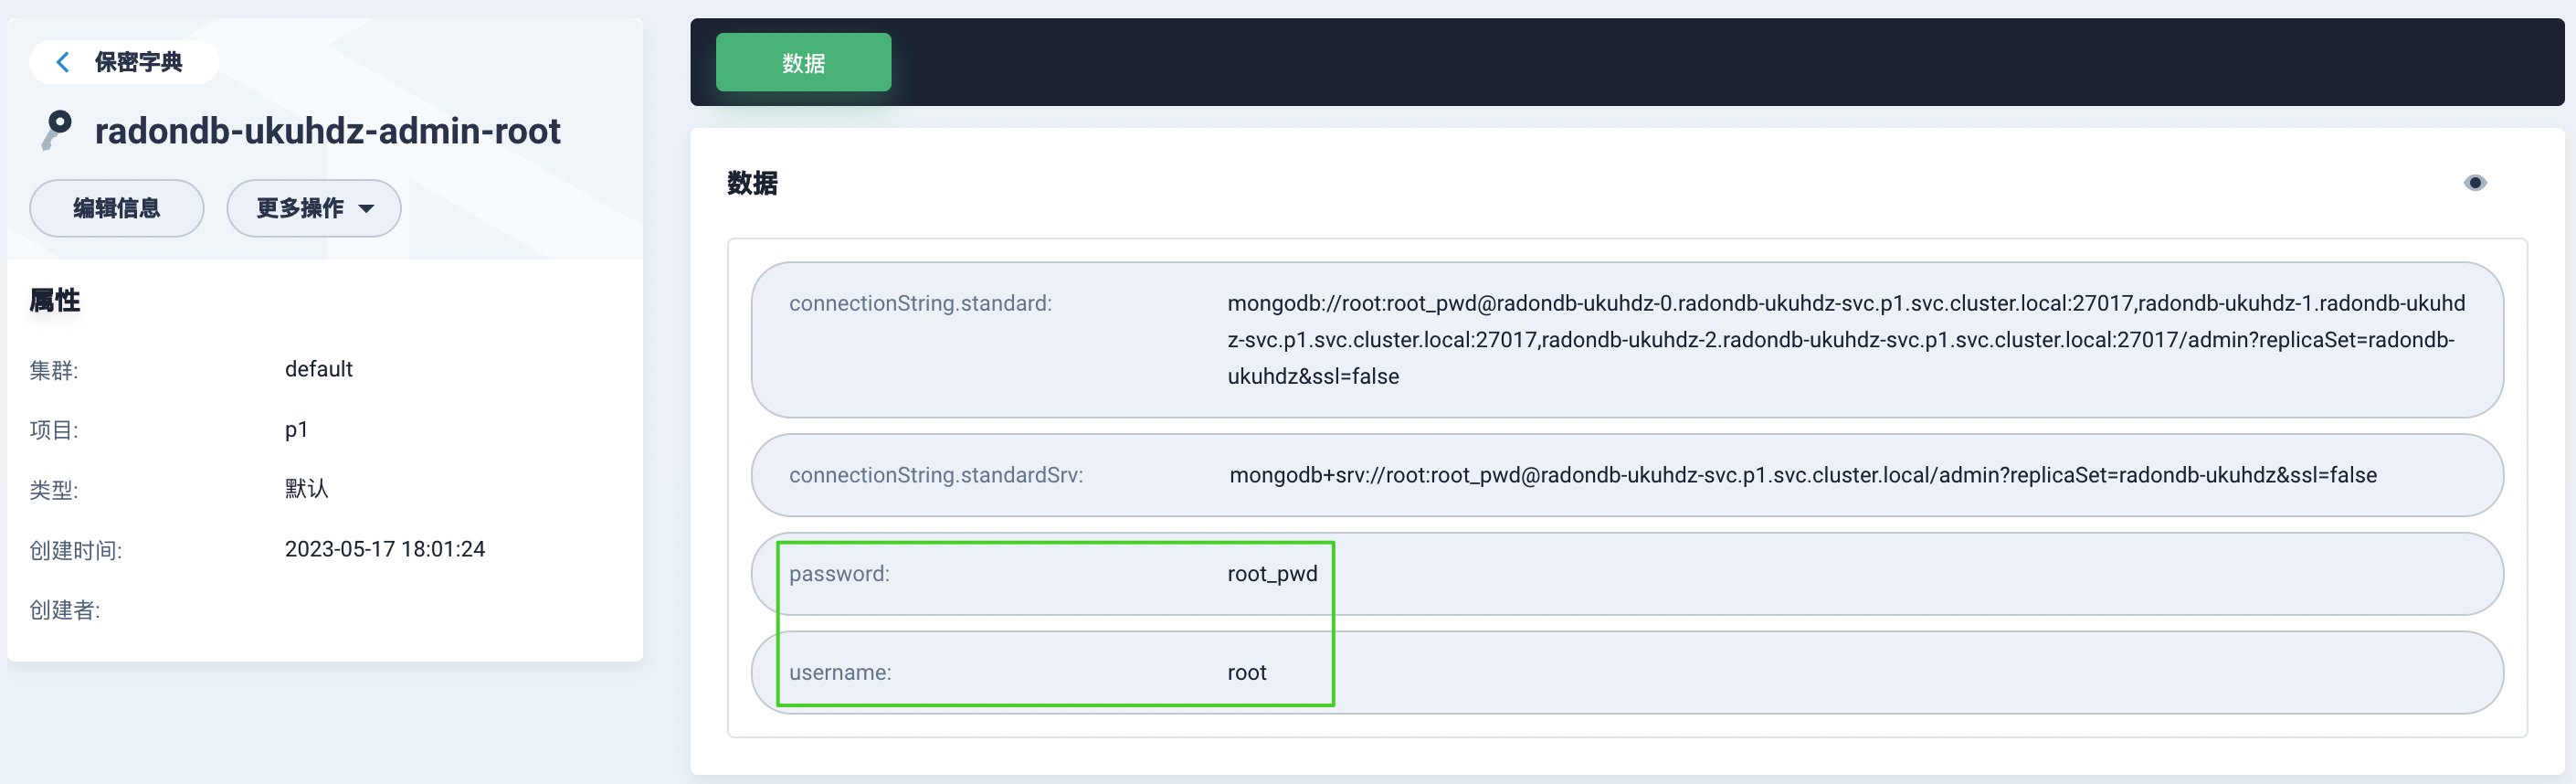 保密字典
radondb-ukuhdz-admin-root
编辑信息
更多操作
属性
集群:
default
项目:
p1
类型:
默认
创建时间:
2023-05-17 18:01:24
创建者:
数据
数据
connectionString.standard:
mongodb://root:root_pwd@radondb-ukuhdz-0.radondb-ukuhdz-svc.p1.svc.cluster.local:27017,radondb-ukuhdz-1.radondb-ukuhd
z-svc.p1.svc.cluster.local:27017,radondb-ukuhdz-2.radondb-ukuhdz-svc.p1.svc.cluster.local:27017/admin?replicaSet=radondb-
ukuhdz&ssl=false
connectionString.standardSrv:
mongodb+srv://root:root_pwd@radondb-ukuhdz-svc.p1.svc.cluster.local/admin?replicaSet=radondb-ukuhdz&ssl=false
password:
root_pwd
username:
root